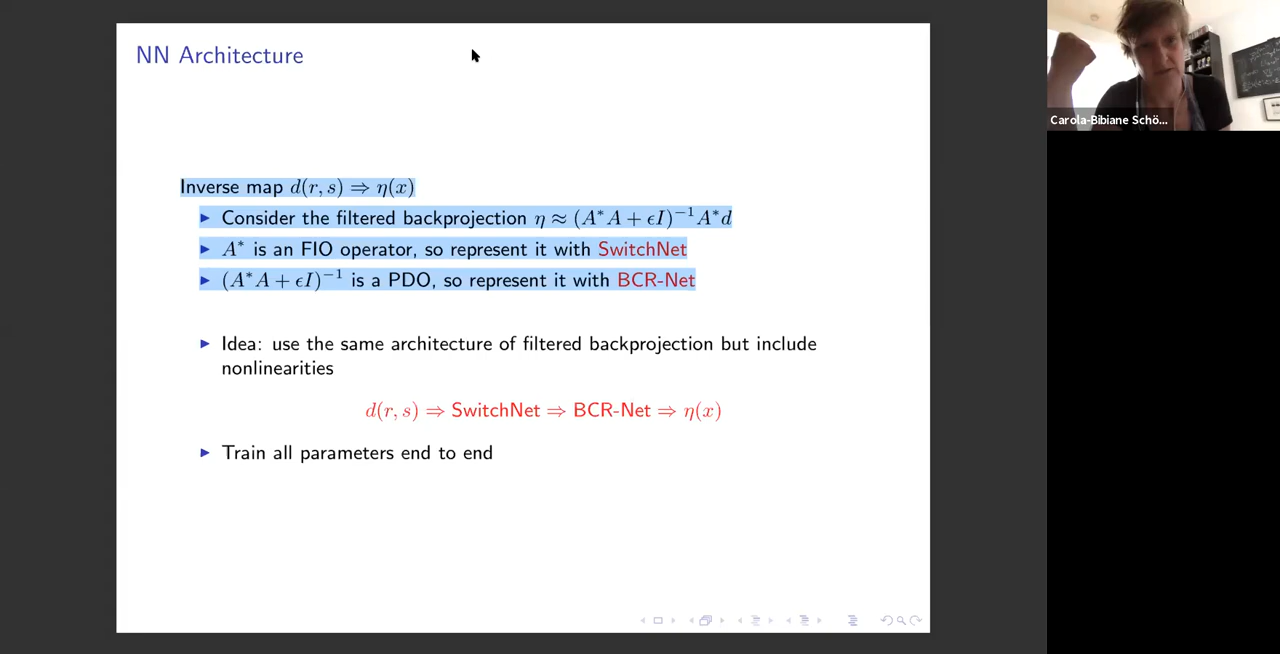 NN Architecture
Carola-Bibiane Schö...
Inverse map d(r, s) ⇒ η(x)
▶ Consider the filtered backprojection η ≈ (A*A + ϵI)⁻¹A*d
▶ A* is an FIO operator, so represent it with SwitchNet
▶ (A*A + ϵI)⁻¹ is a PDO, so represent it with BCR-Net
▶ Idea: use the same architecture of filtered backprojection but include
nonlinearities
d(r, s) ⇒ SwitchNet ⇒ BCR-Net ⇒ η(x)
▶ Train all parameters end to end